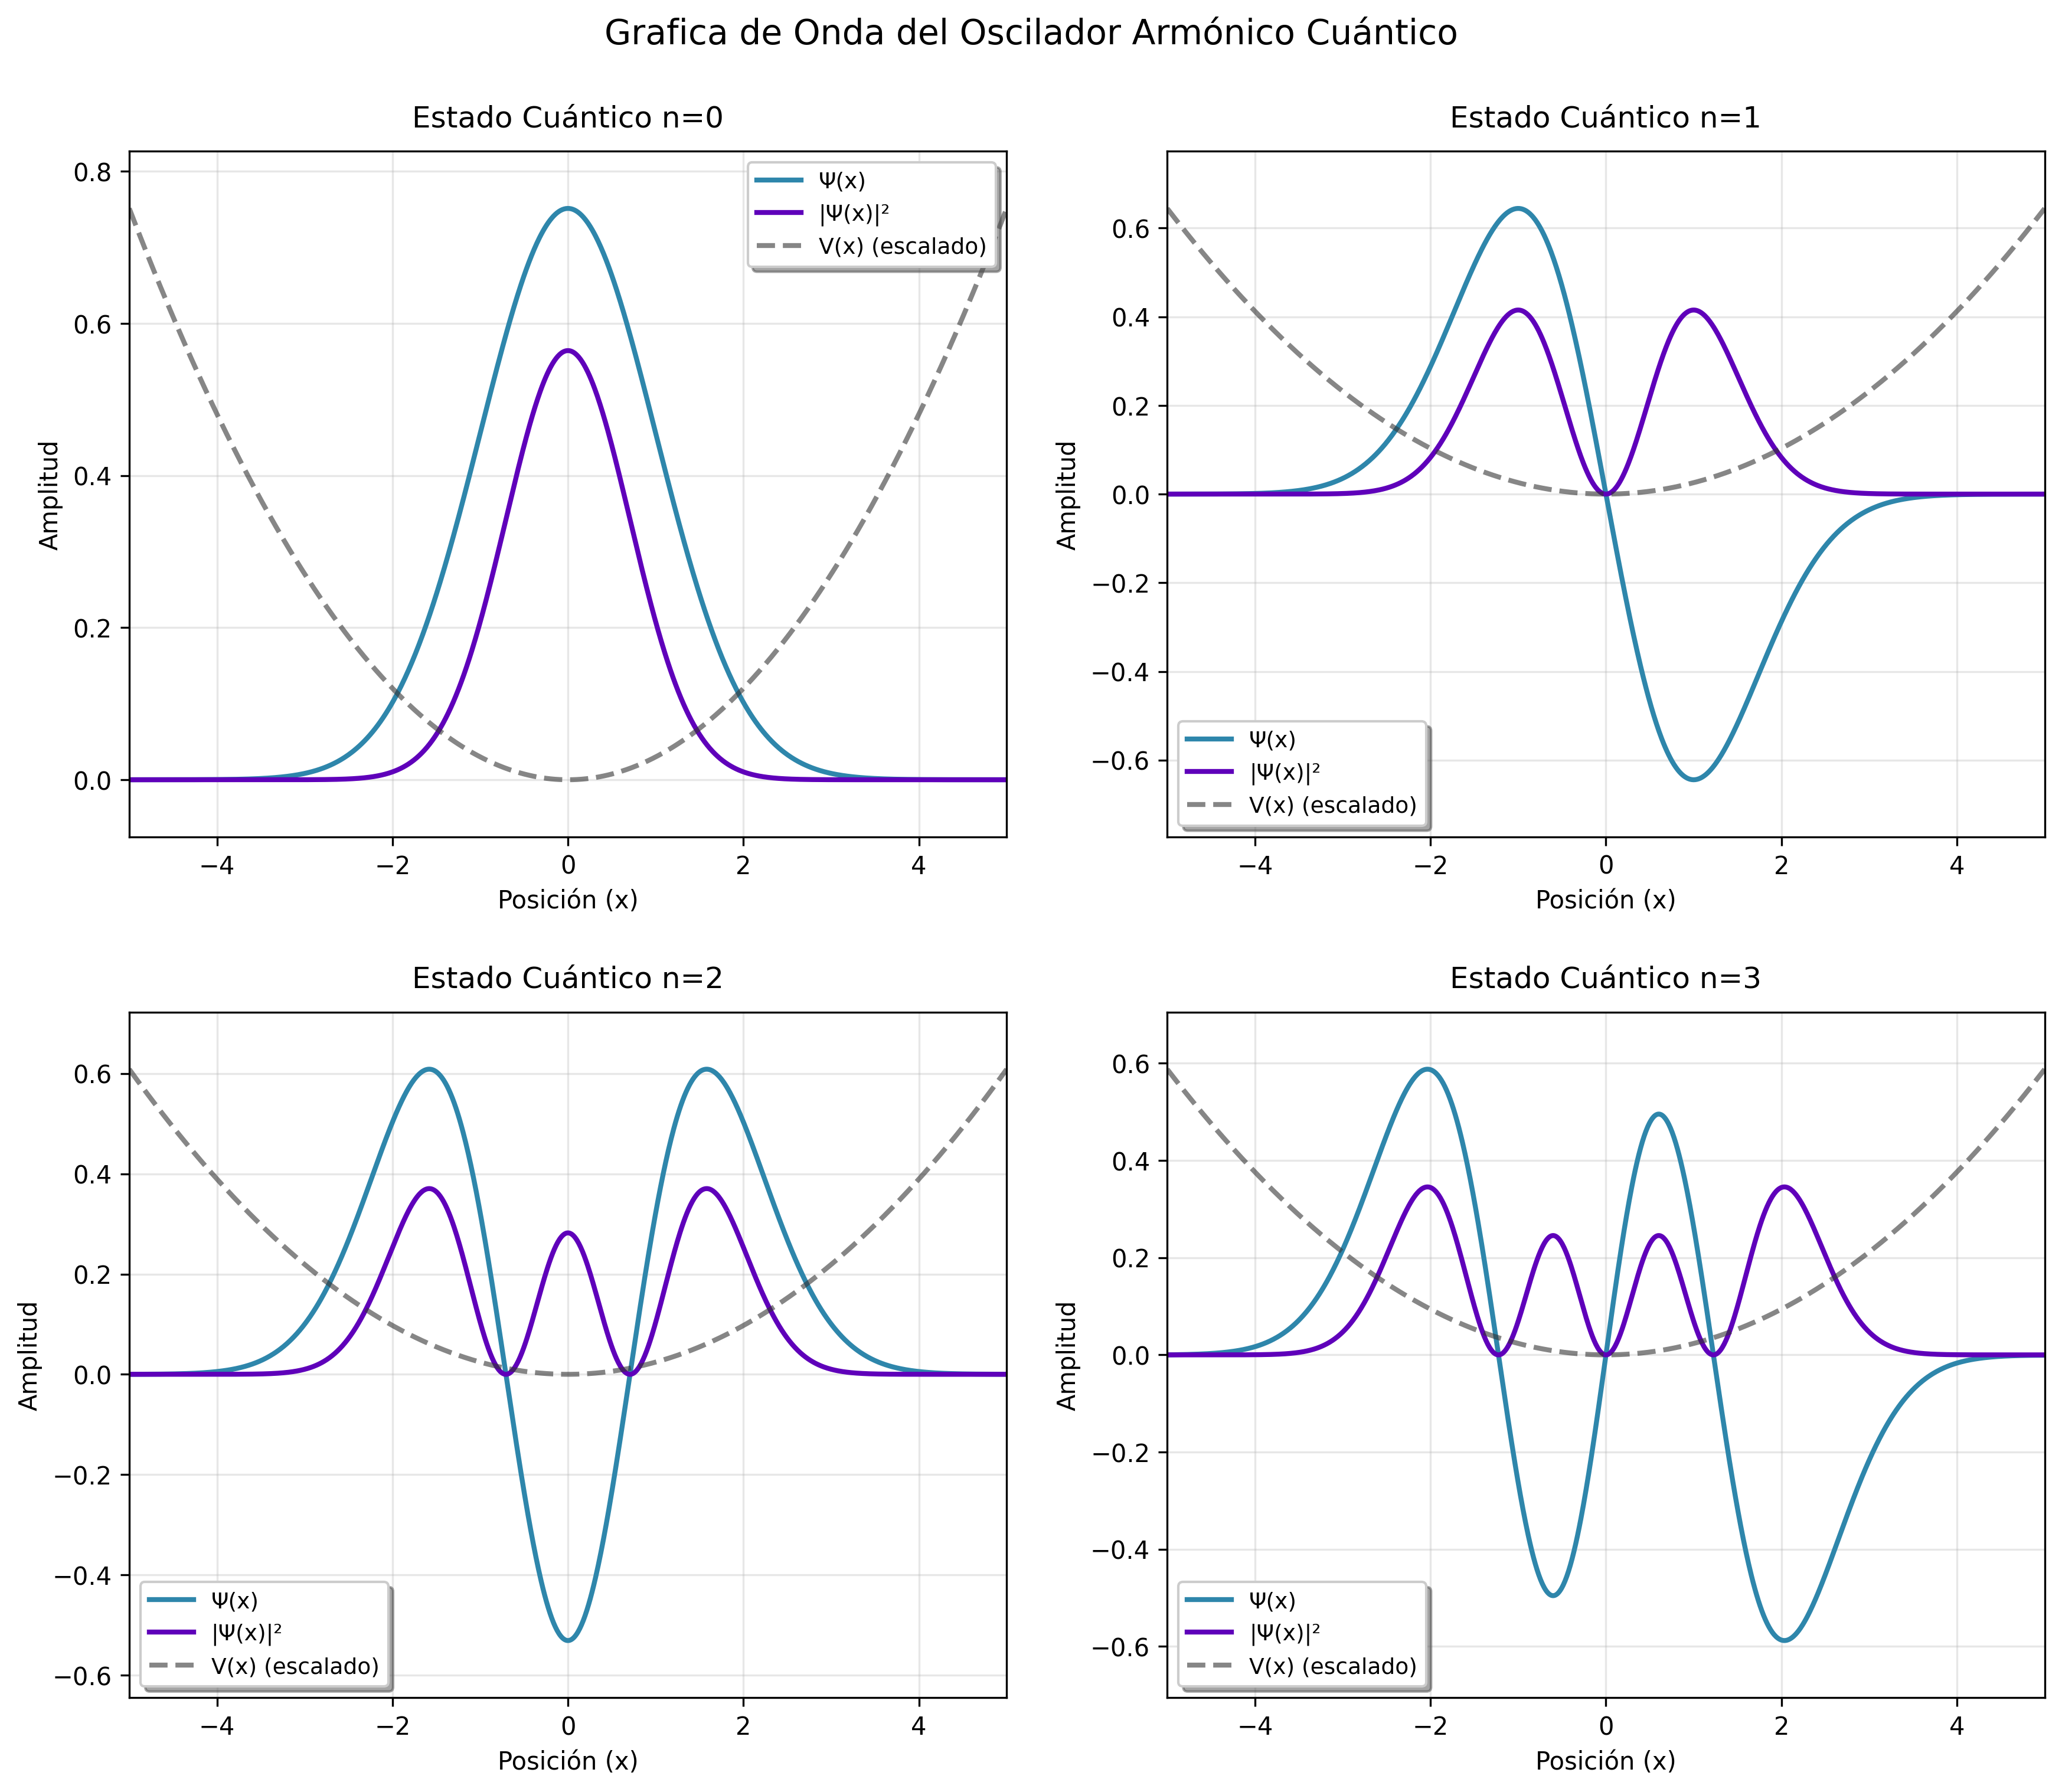 Grafica de Onda del Oscilador Armónico Cuántico
Estado Cuántico n=0
0.8
0.6
0.4
0.2
0.0
Amplitud
−4
−2
0
2
4
Posición (x)
Ψ(x)
|Ψ(x)|²
V(x) (escalado)
Estado Cuántico n=1
0.6
0.4
0.2
0.0
−0.2
−0.4
−0.6
Amplitud
−4
−2
0
2
4
Posición (x)
Ψ(x)
|Ψ(x)|²
V(x) (escalado)
Estado Cuántico n=2
0.6
0.4
0.2
0.0
−0.2
−0.4
−0.6
Amplitud
−4
−2
0
2
4
Posición (x)
Ψ(x)
|Ψ(x)|²
V(x) (escalado)
Estado Cuántico n=3
0.6
0.4
0.2
0.0
−0.2
−0.4
−0.6
Amplitud
−4
−2
0
2
4
Posición (x)
Ψ(x)
|Ψ(x)|²
V(x) (escalado)